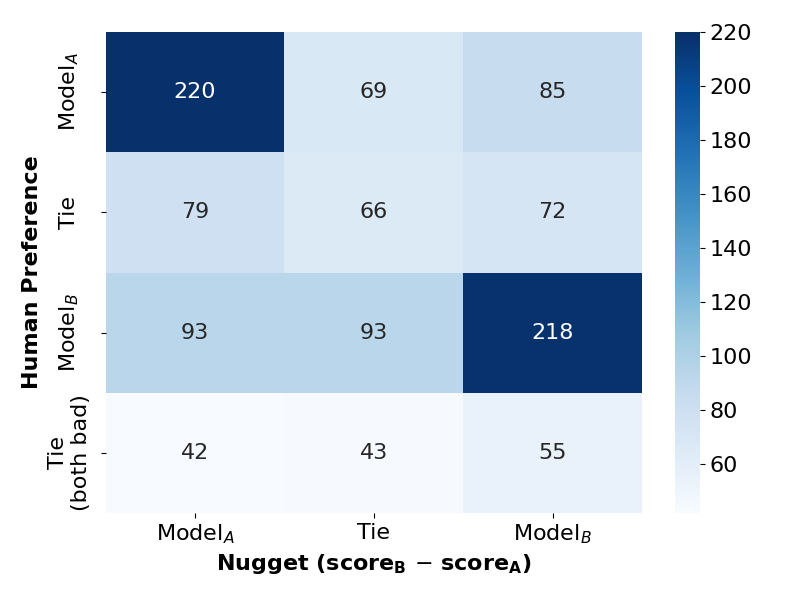 Human Preference
Model_A
220 69 85
Tie
79 66 72
Model_B
93 93 218
Tie
(both bad)
42 43 55
Model_A Tie Model_B
Nugget (score_B − score_A)
220
200
180
160
140
120
100
80
60